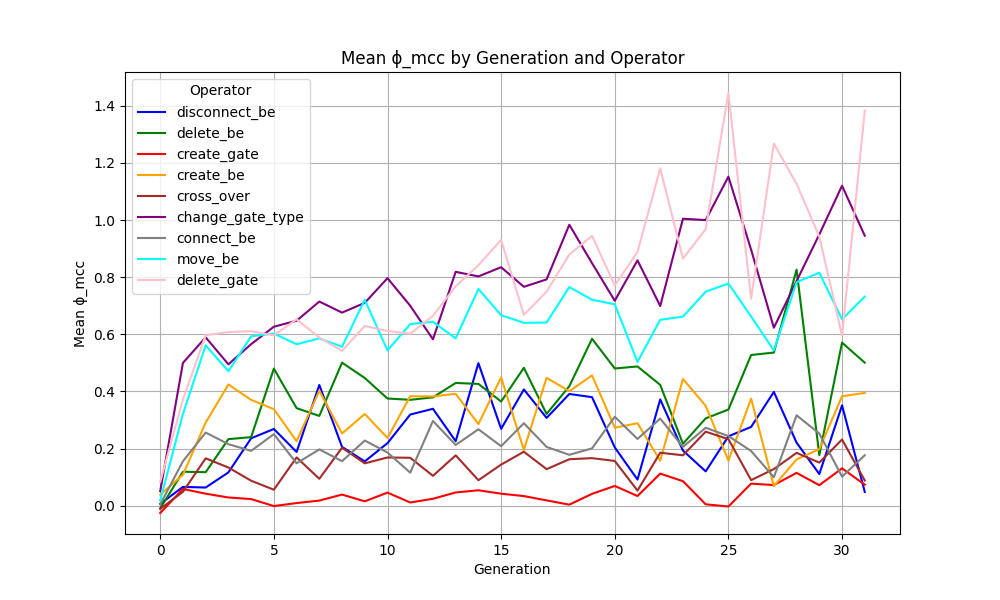 Mean ϕ_mcc by Generation and Operator
Operator
disconnect_be
delete_be
create_gate
create_be
cross_over
change_gate_type
connect_be
move_be
delete_gate
Mean ϕ_mcc
1.4
1.2
1.0
0.8
0.6
0.4
0.2
0.0
0 5 10 15 20 25 30
Generation